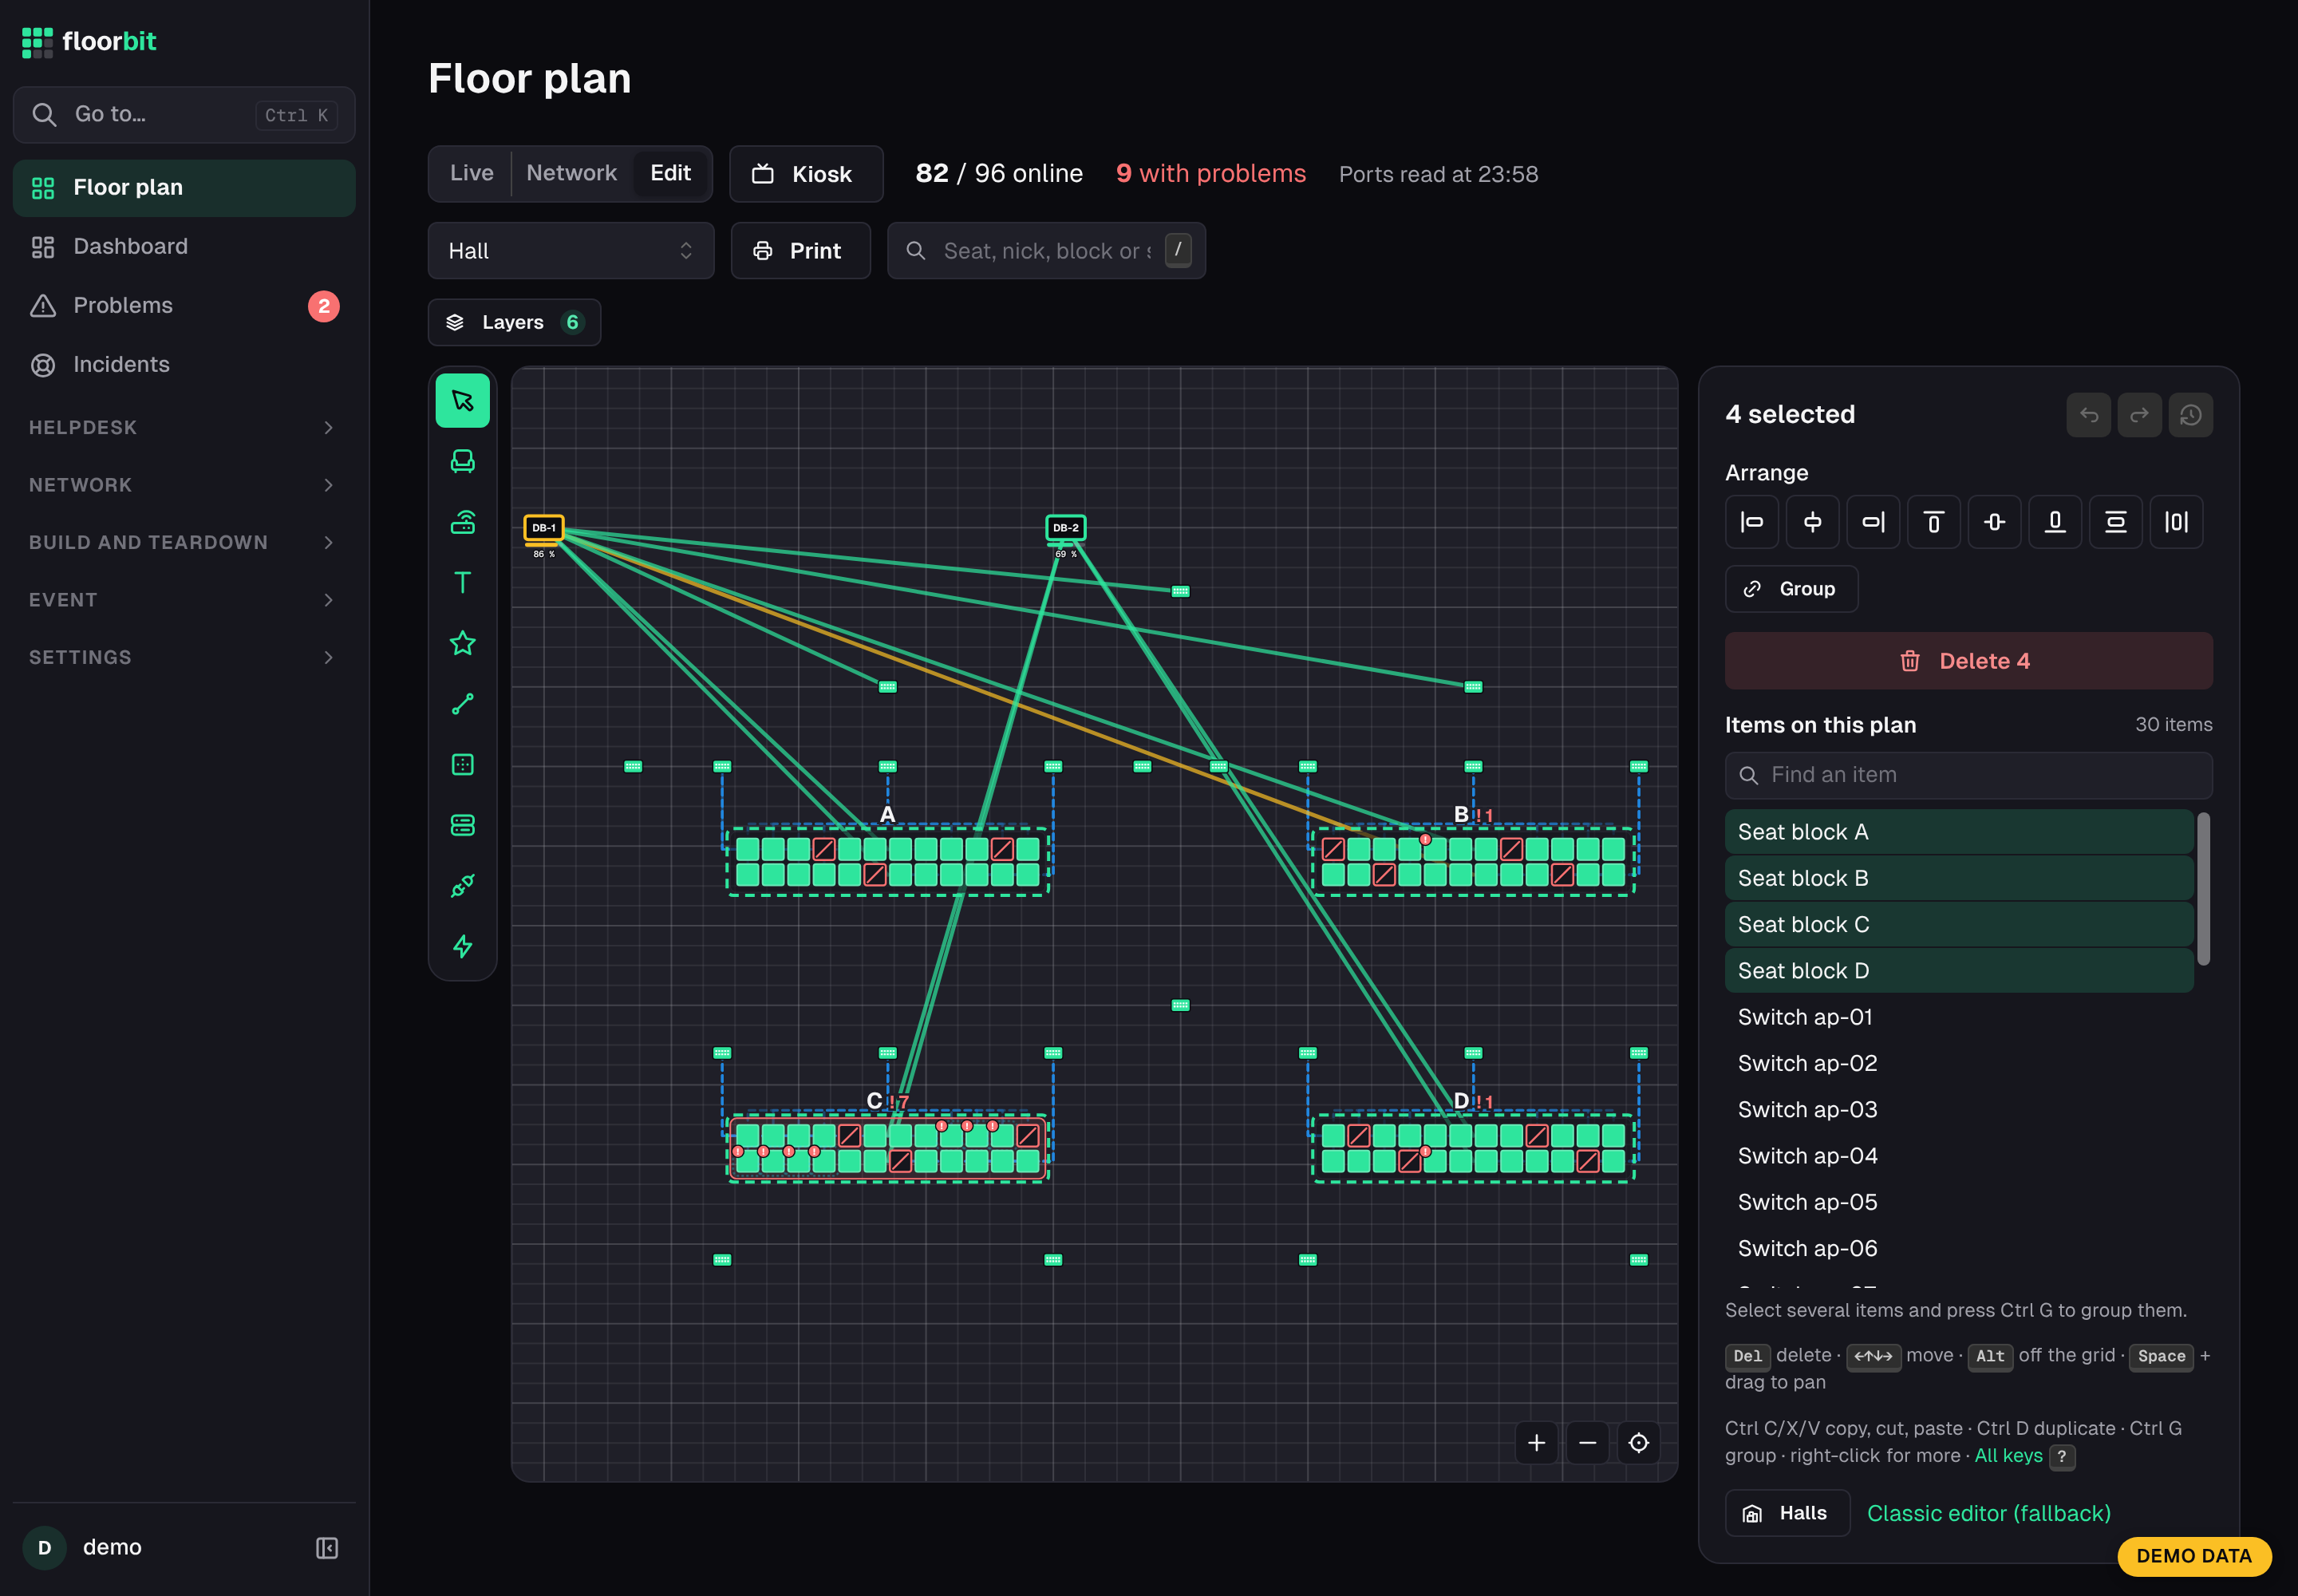 floorbit
Go to...
Ctrl K
Floor plan
Dashboard
Problems
2
Incidents
HELPDESK
NETWORK
BUILD AND TEARDOWN
EVENT
SETTINGS
D
demo
Floor plan
Live
Network
Edit
Kiosk
82 / 96 online
9 with problems
Ports read at 23:58
Hall
Print
Seat, nick, block or
/
Layers
6
DB-1
86 %
DB-2
69 %
A
B !1
C !7
D !1
4 selected
Arrange
Group
Delete 4
Items on this plan
30 items
Find an item
Seat block A
Seat block B
Seat block C
Seat block D
Switch ap-01
Switch ap-02
Switch ap-03
Switch ap-04
Switch ap-05
Switch ap-06
Select several items and press Ctrl G to group them.
Del delete · ←↑↓→ move · Alt off the grid · Space +
drag to pan
Ctrl C/X/V copy, cut, paste · Ctrl D duplicate · Ctrl G
group · right-click for more · All keys ?
Halls
Classic editor (fallback)
DEMO DATA